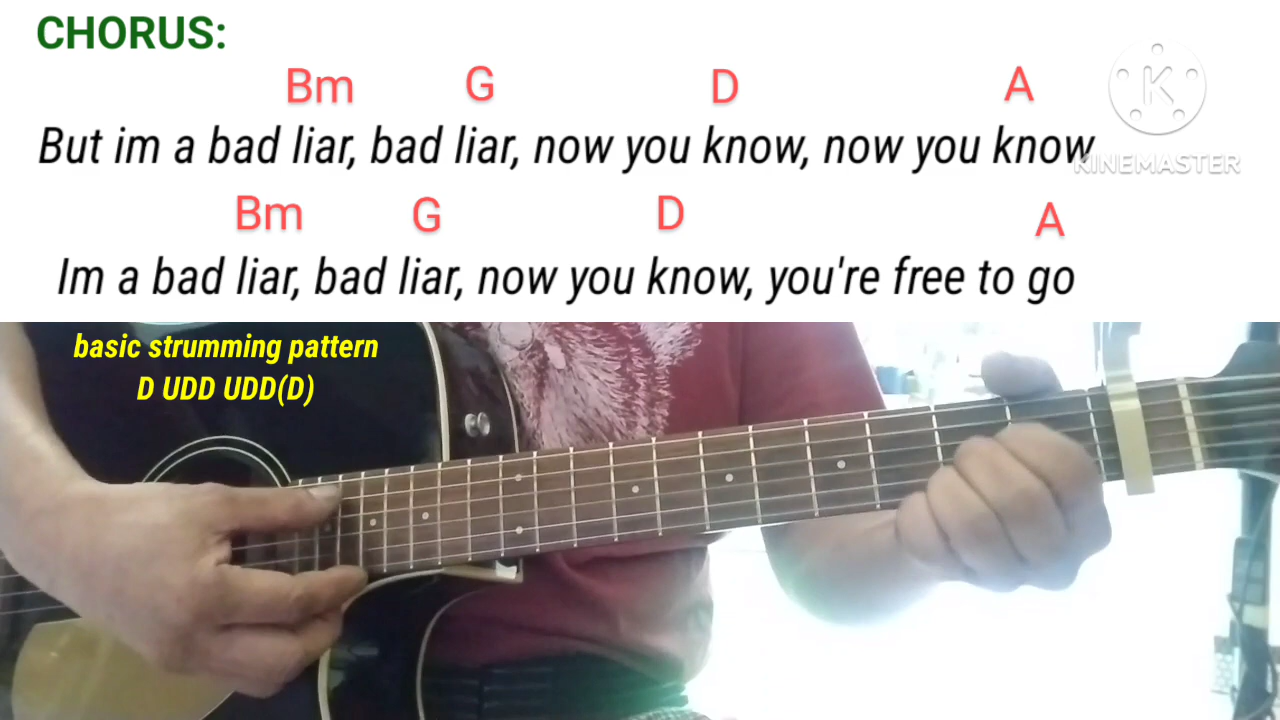 CHORUS:
Bm G D A
But im a bad liar, bad liar, now you know, now you know
KINEMASTER
Bm G D A
Im a bad liar, bad liar, now you know, you're free to go
basic strumming pattern
D UDD UDD(D)